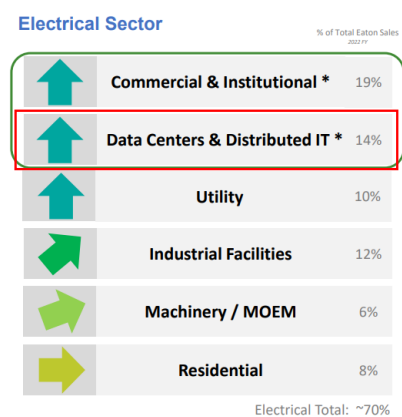 Electrical Sector
% of Total Eaton Sales
2022 FY
Commercial & Institutional * 19%
Data Centers & Distributed IT * 14%
Utility 10%
Industrial Facilities 12%
Machinery / MOEM 6%
Residential 8%
Electrical Total: ~70%